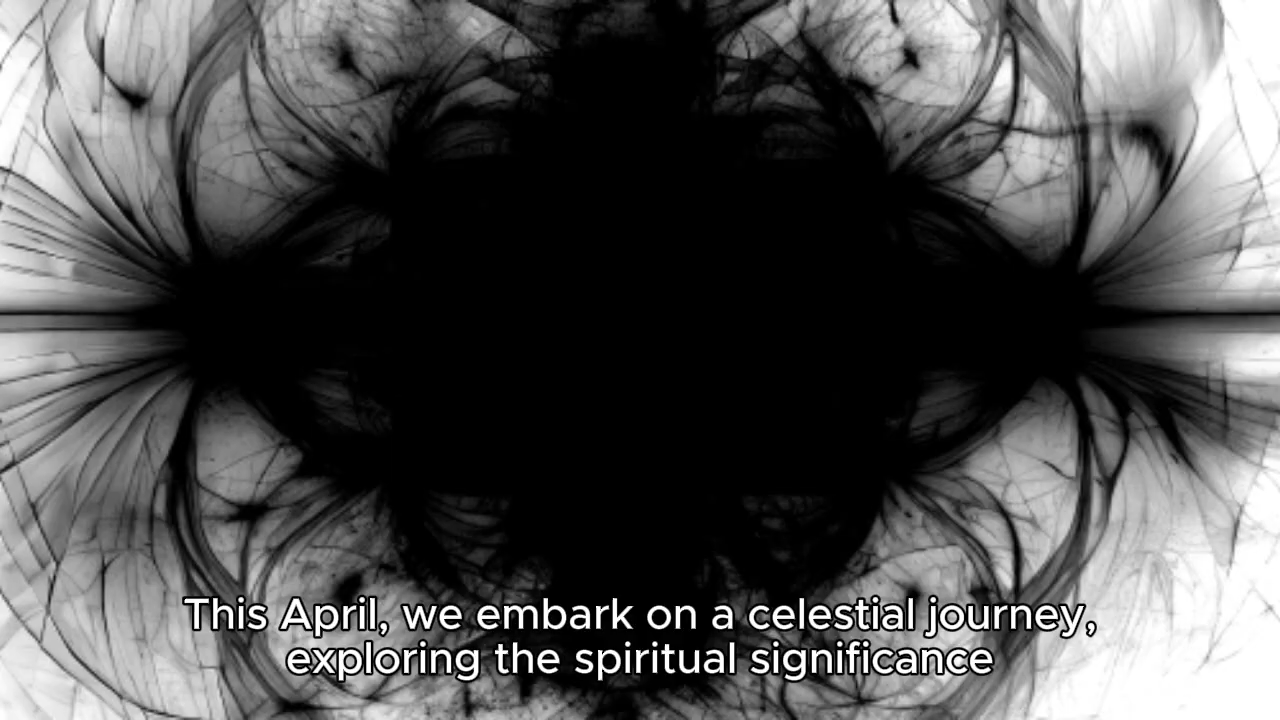 This April, we embark on a celestial journey,
exploring the spiritual significance